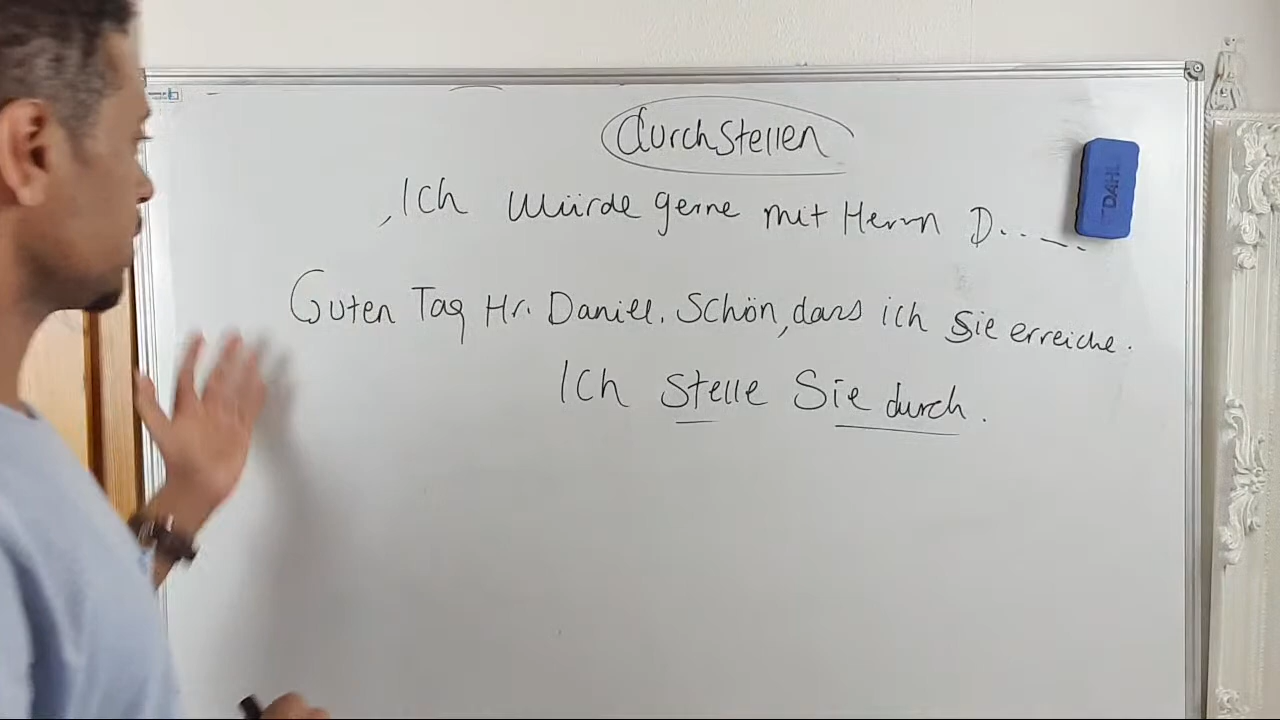 durchstellen
, Ich würde gerne mit Herrn D.. _ _ .
Guten Tag Hr. Daniel. Schön, dass ich Sie erreiche.
Ich stelle Sie durch.
DAHL